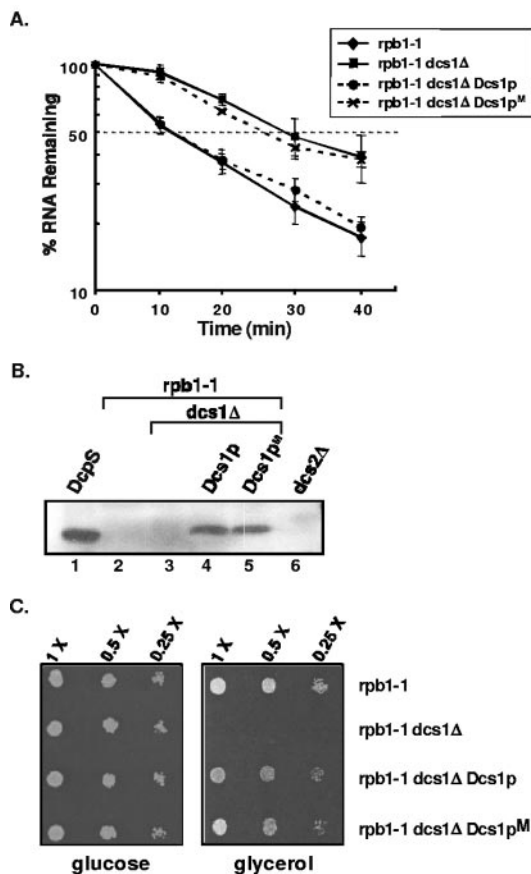 A.
rpb1-1
rpb1-1 dcs1Δ
rpb1-1 dcs1Δ Dcs1p
rpb1-1 dcs1Δ Dcs1pᴹ
% RNA Remaining
100
50
10
0 10 20 30 40
Time (min)
B.
rpb1-1
dcs1Δ
DcpS Dcs1p Dcs1pᴹ dcs2Δ
1 2 3 4 5 6
C.
1 X 0.5 X 0.25 X 1 X 0.5 X 0.25 X
rpb1-1
rpb1-1 dcs1Δ
rpb1-1 dcs1Δ Dcs1p
rpb1-1 dcs1Δ Dcs1pᴹ
glucose glycerol